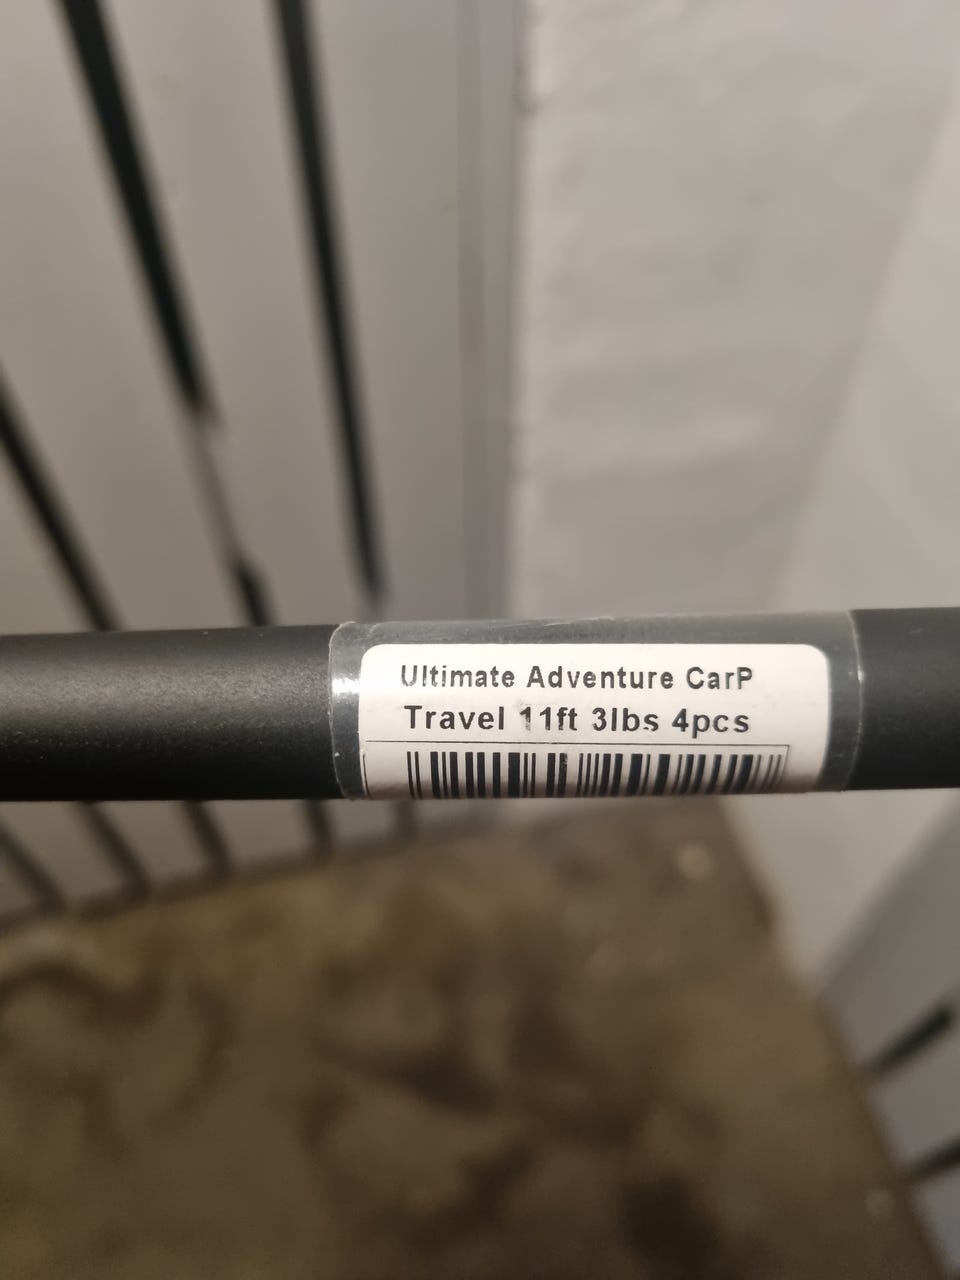 Ultimate Adventure CarP
Travel 11ft 3lbs 4pcs